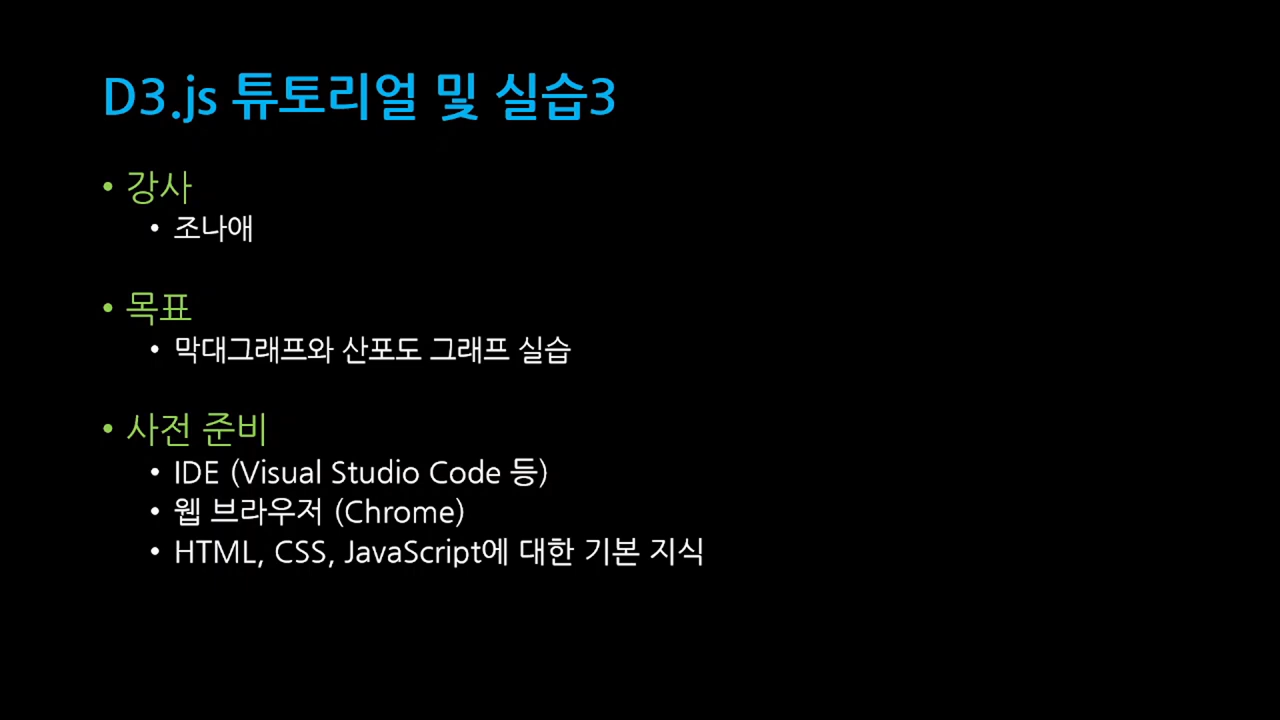 D3.js 튜토리얼 및 실습3
• 강사
• 조나애
• 목표
• 막대그래프와 산포도 그래프 실습
• 사전 준비
• IDE (Visual Studio Code 등)
• 웹 브라우저 (Chrome)
• HTML, CSS, JavaScript에 대한 기본 지식